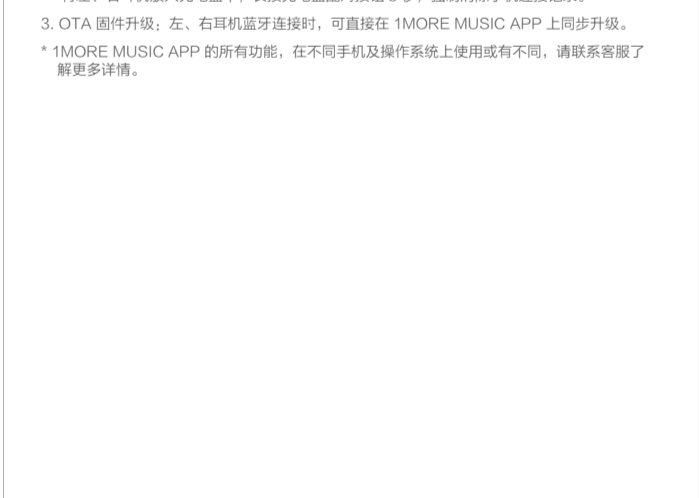 3. OTA 固件升级；左、右耳机蓝牙连接时，可直接在 1MORE MUSIC APP 上同步升级。
* 1MORE MUSIC APP 的所有功能，在不同手机及操作系统上使用或有不同，请联系客服了
解更多详情。